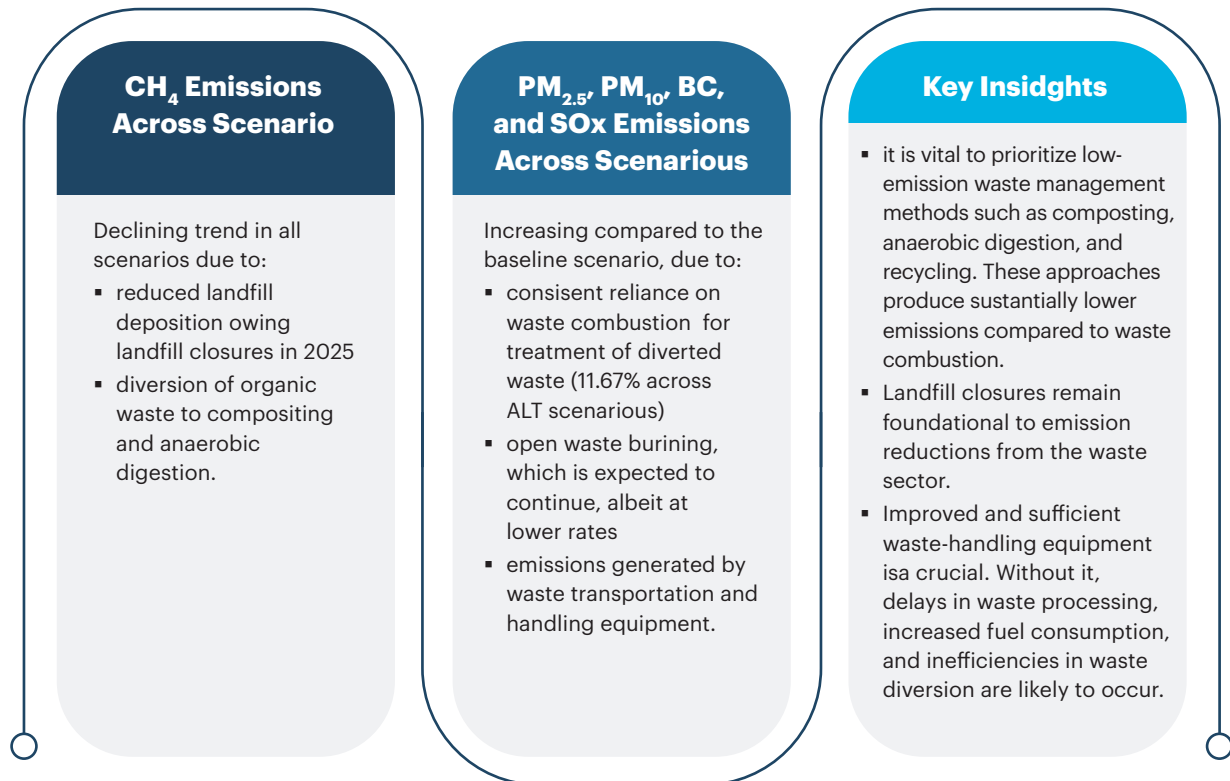 CH₄ Emissions
Across Scenario
Declining trend in all
scenarios due to:
▪ reduced landfill
deposition owing
landfill closures in 2025
▪ diversion of organic
waste to compositing
and anaerobic
digestion.
PM₂.₅, PM₁₀, BC,
and SOx Emissions
Across Scenarious
Increasing compared to the
baseline scenario, due to:
▪ consisent reliance on
waste combustion for
treatment of diverted
waste (11.67% across
ALT scenarious)
▪ open waste burining,
which is expected to
continue, albeit at
lower rates
▪ emissions generated by
waste transportation and
handling equipment.
Key Insidghts
▪ it is vital to prioritize low-
emission waste management
methods such as composting,
anaerobic digestion, and
recycling. These approaches
produce sustantially lower
emissions compared to waste
combustion.
▪ Landfill closures remain
foundational to emission
reductions from the waste
sector.
▪ Improved and sufficient
waste-handling equipment
isa crucial. Without it,
delays in waste processing,
increased fuel consumption,
and inefficiencies in waste
diversion are likely to occur.